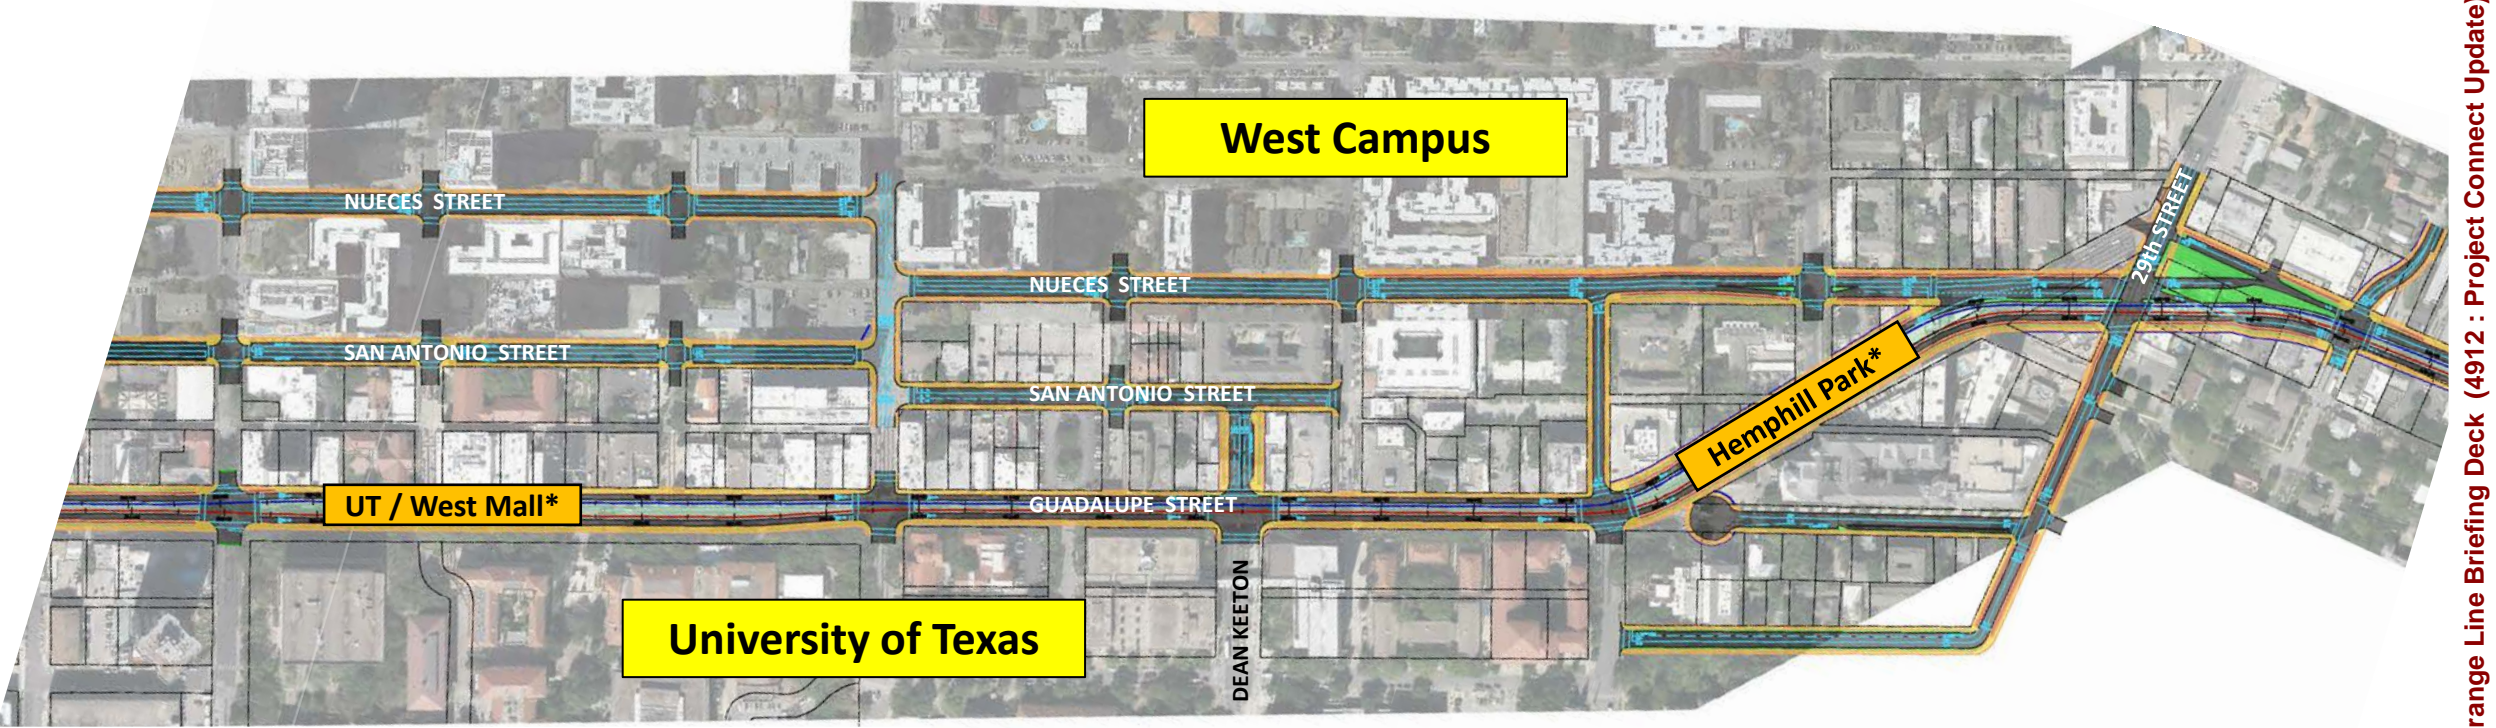 West Campus
NUECES  STREET
29th STREET
NUECES  STREET
SAN ANTONIO  STREET
Hemphill Park*
SAN ANTONIO  STREET
UT / West Mall*
GUADALUPE  STREET
University of Texas
DEAN KEETON
range Line Briefing Deck  (4912 : Project Connect Update)